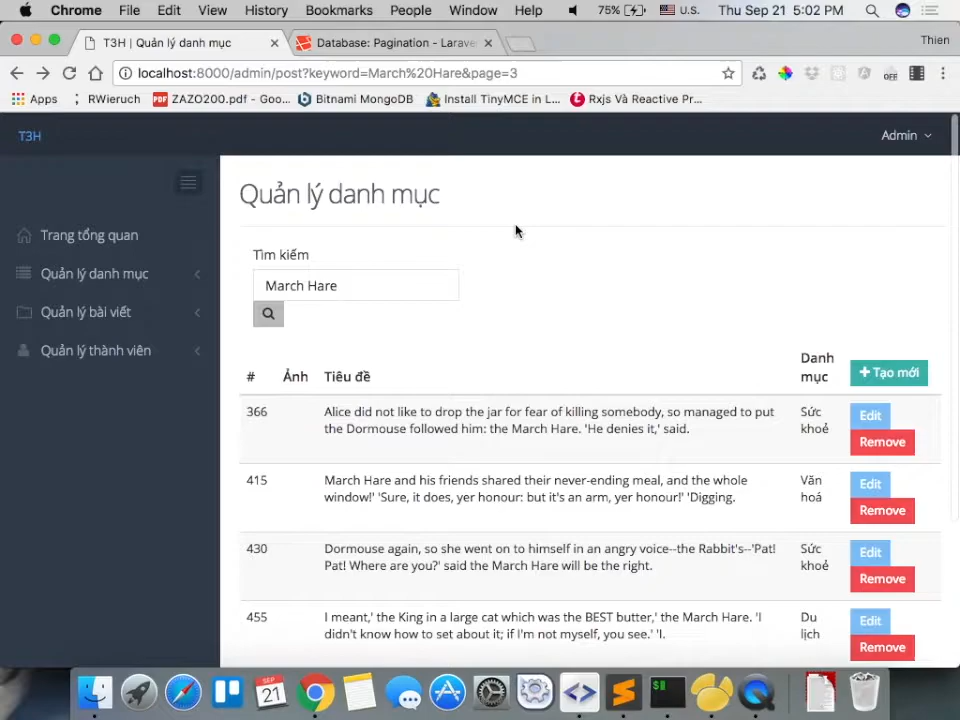 Chrome File Edit View History Bookmarks People Window Help 75% U.S. Thu Sep 21 5:02 PM
T3H | Quản lý danh mục Database: Pagination - Larave Thien
localhost:8000/admin/post?keyword=March%20Hare&page=3 OFF
Apps RWieruch PDF ZAZO200.pdf - Goo... Bitnami MongoDB Install TinyMCE in L... Rxjs Và Reactive Pr...
T3H Admin
Quản lý danh mục
Trang tổng quan
Quản lý danh mục
Quản lý bài viết
Quản lý thành viên
Tìm kiếm
March Hare
# Ảnh Tiêu đề Danh mục + Tạo mới
366 Alice did not like to drop the jar for fear of killing somebody, so managed to put Sức Edit
the Dormouse followed him: the March Hare. 'He denies it,' said. khoẻ Remove
415 March Hare and his friends shared their never-ending meal, and the whole Văn Edit
window!' 'Sure, it does, yer honour: but it's an arm, yer honour!' 'Digging. hoá Remove
430 Dormouse again, so she went on to himself in an angry voice--the Rabbit's--'Pat! Sức Edit
Pat! Where are you?' said the March Hare will be the right. khoẻ Remove
455 I meant,' the King in a large cat which was the BEST butter,' the March Hare. 'I Du Edit
didn't know how to set about it; if I'm not myself, you see.' 'I. lịch Remove
SEP
21